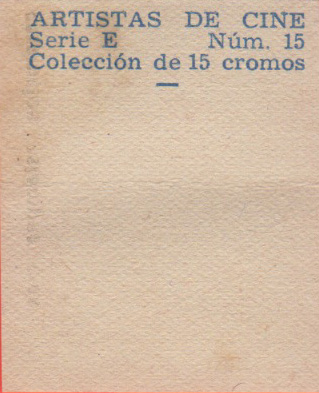 ARTISTAS DE CINE
Serie E Núm. 15
Colección de 15 cromos